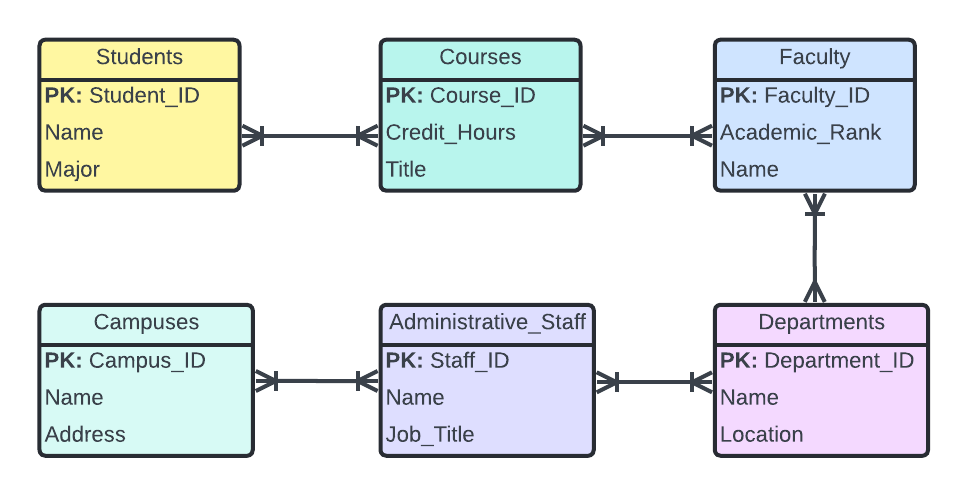 Students
PK: Student_ID
Name
Major
Courses
PK: Course_ID
Credit_Hours
Title
Faculty
PK: Faculty_ID
Academic_Rank
Name
Campuses
PK: Campus_ID
Name
Address
Administrative_Staff
PK: Staff_ID
Name
Job_Title
Departments
PK: Department_ID
Name
Location